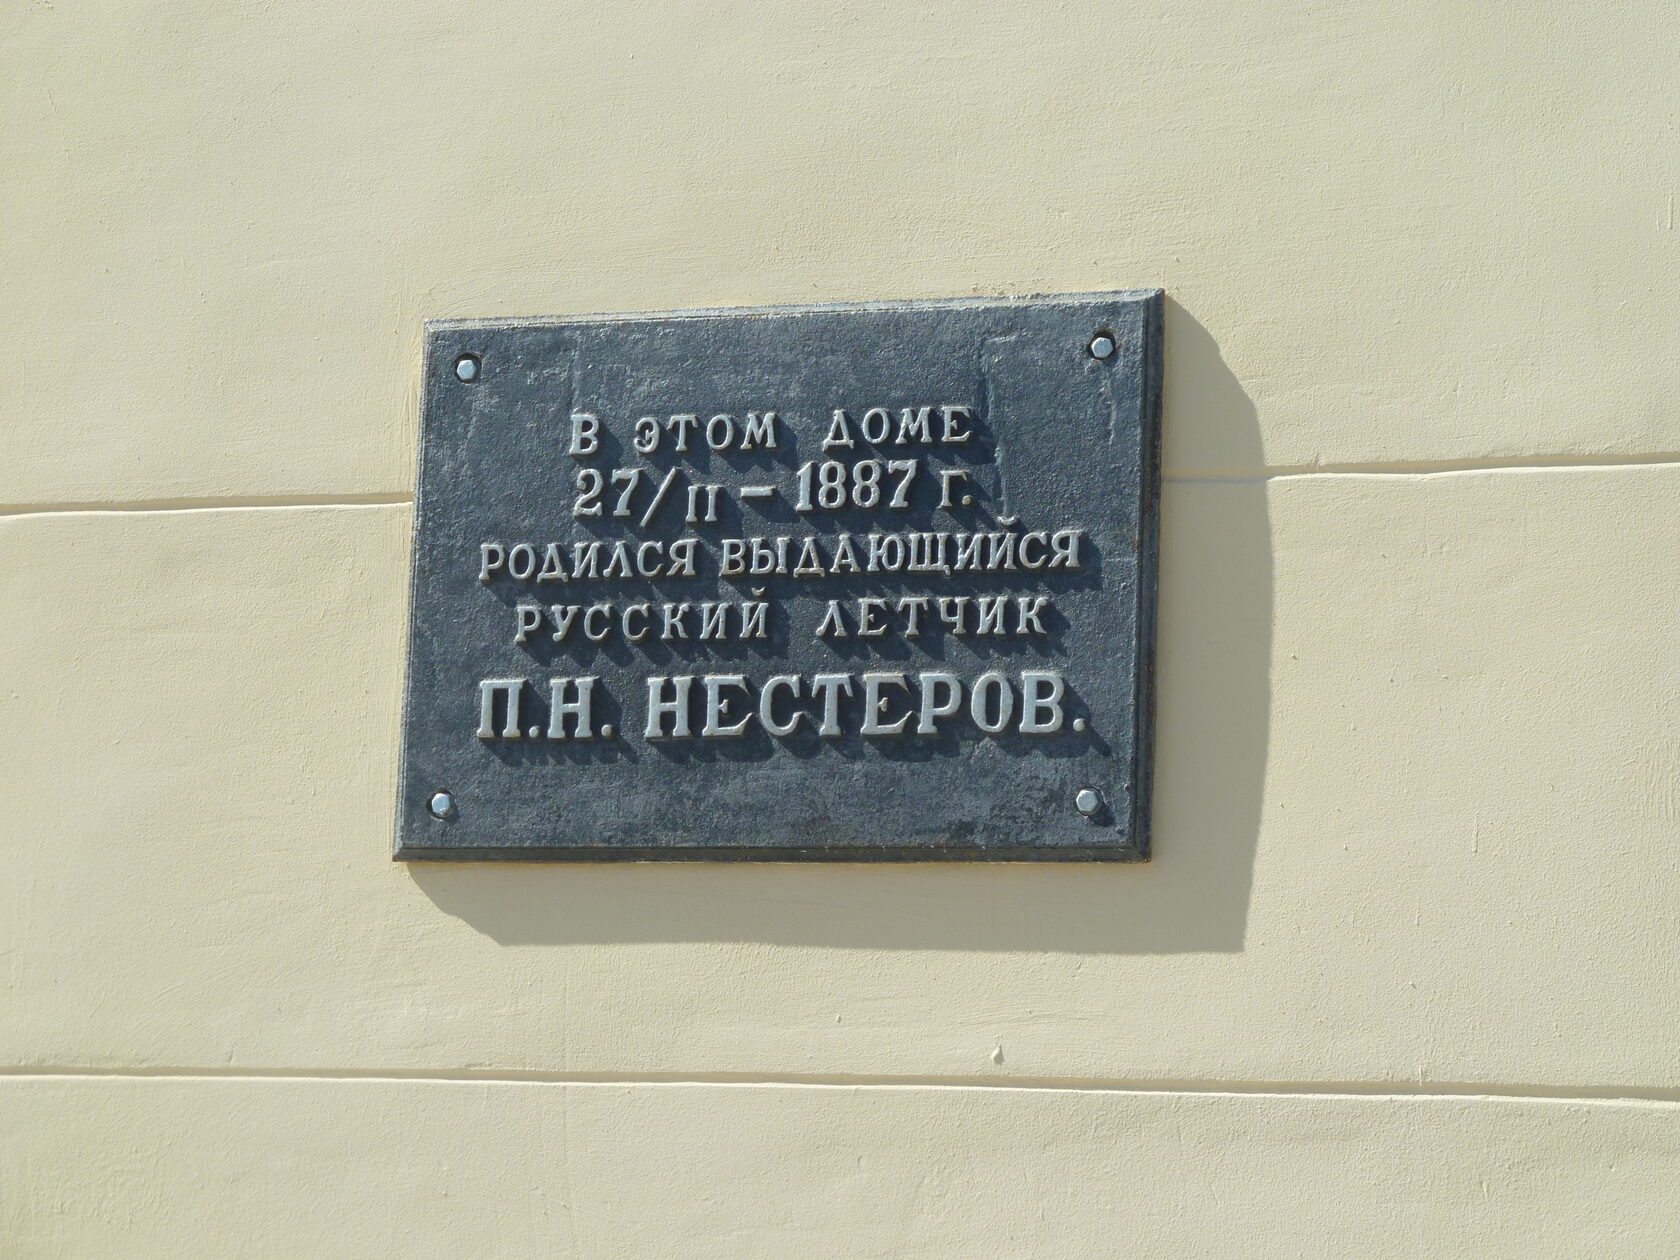 В ЭТОМ ДОМЕ
27/II – 1887 Г.
РОДИЛСЯ ВЫДАЮЩИЙСЯ
РУССКИЙ ЛЕТЧИК
П.Н. НЕСТЕРОВ.